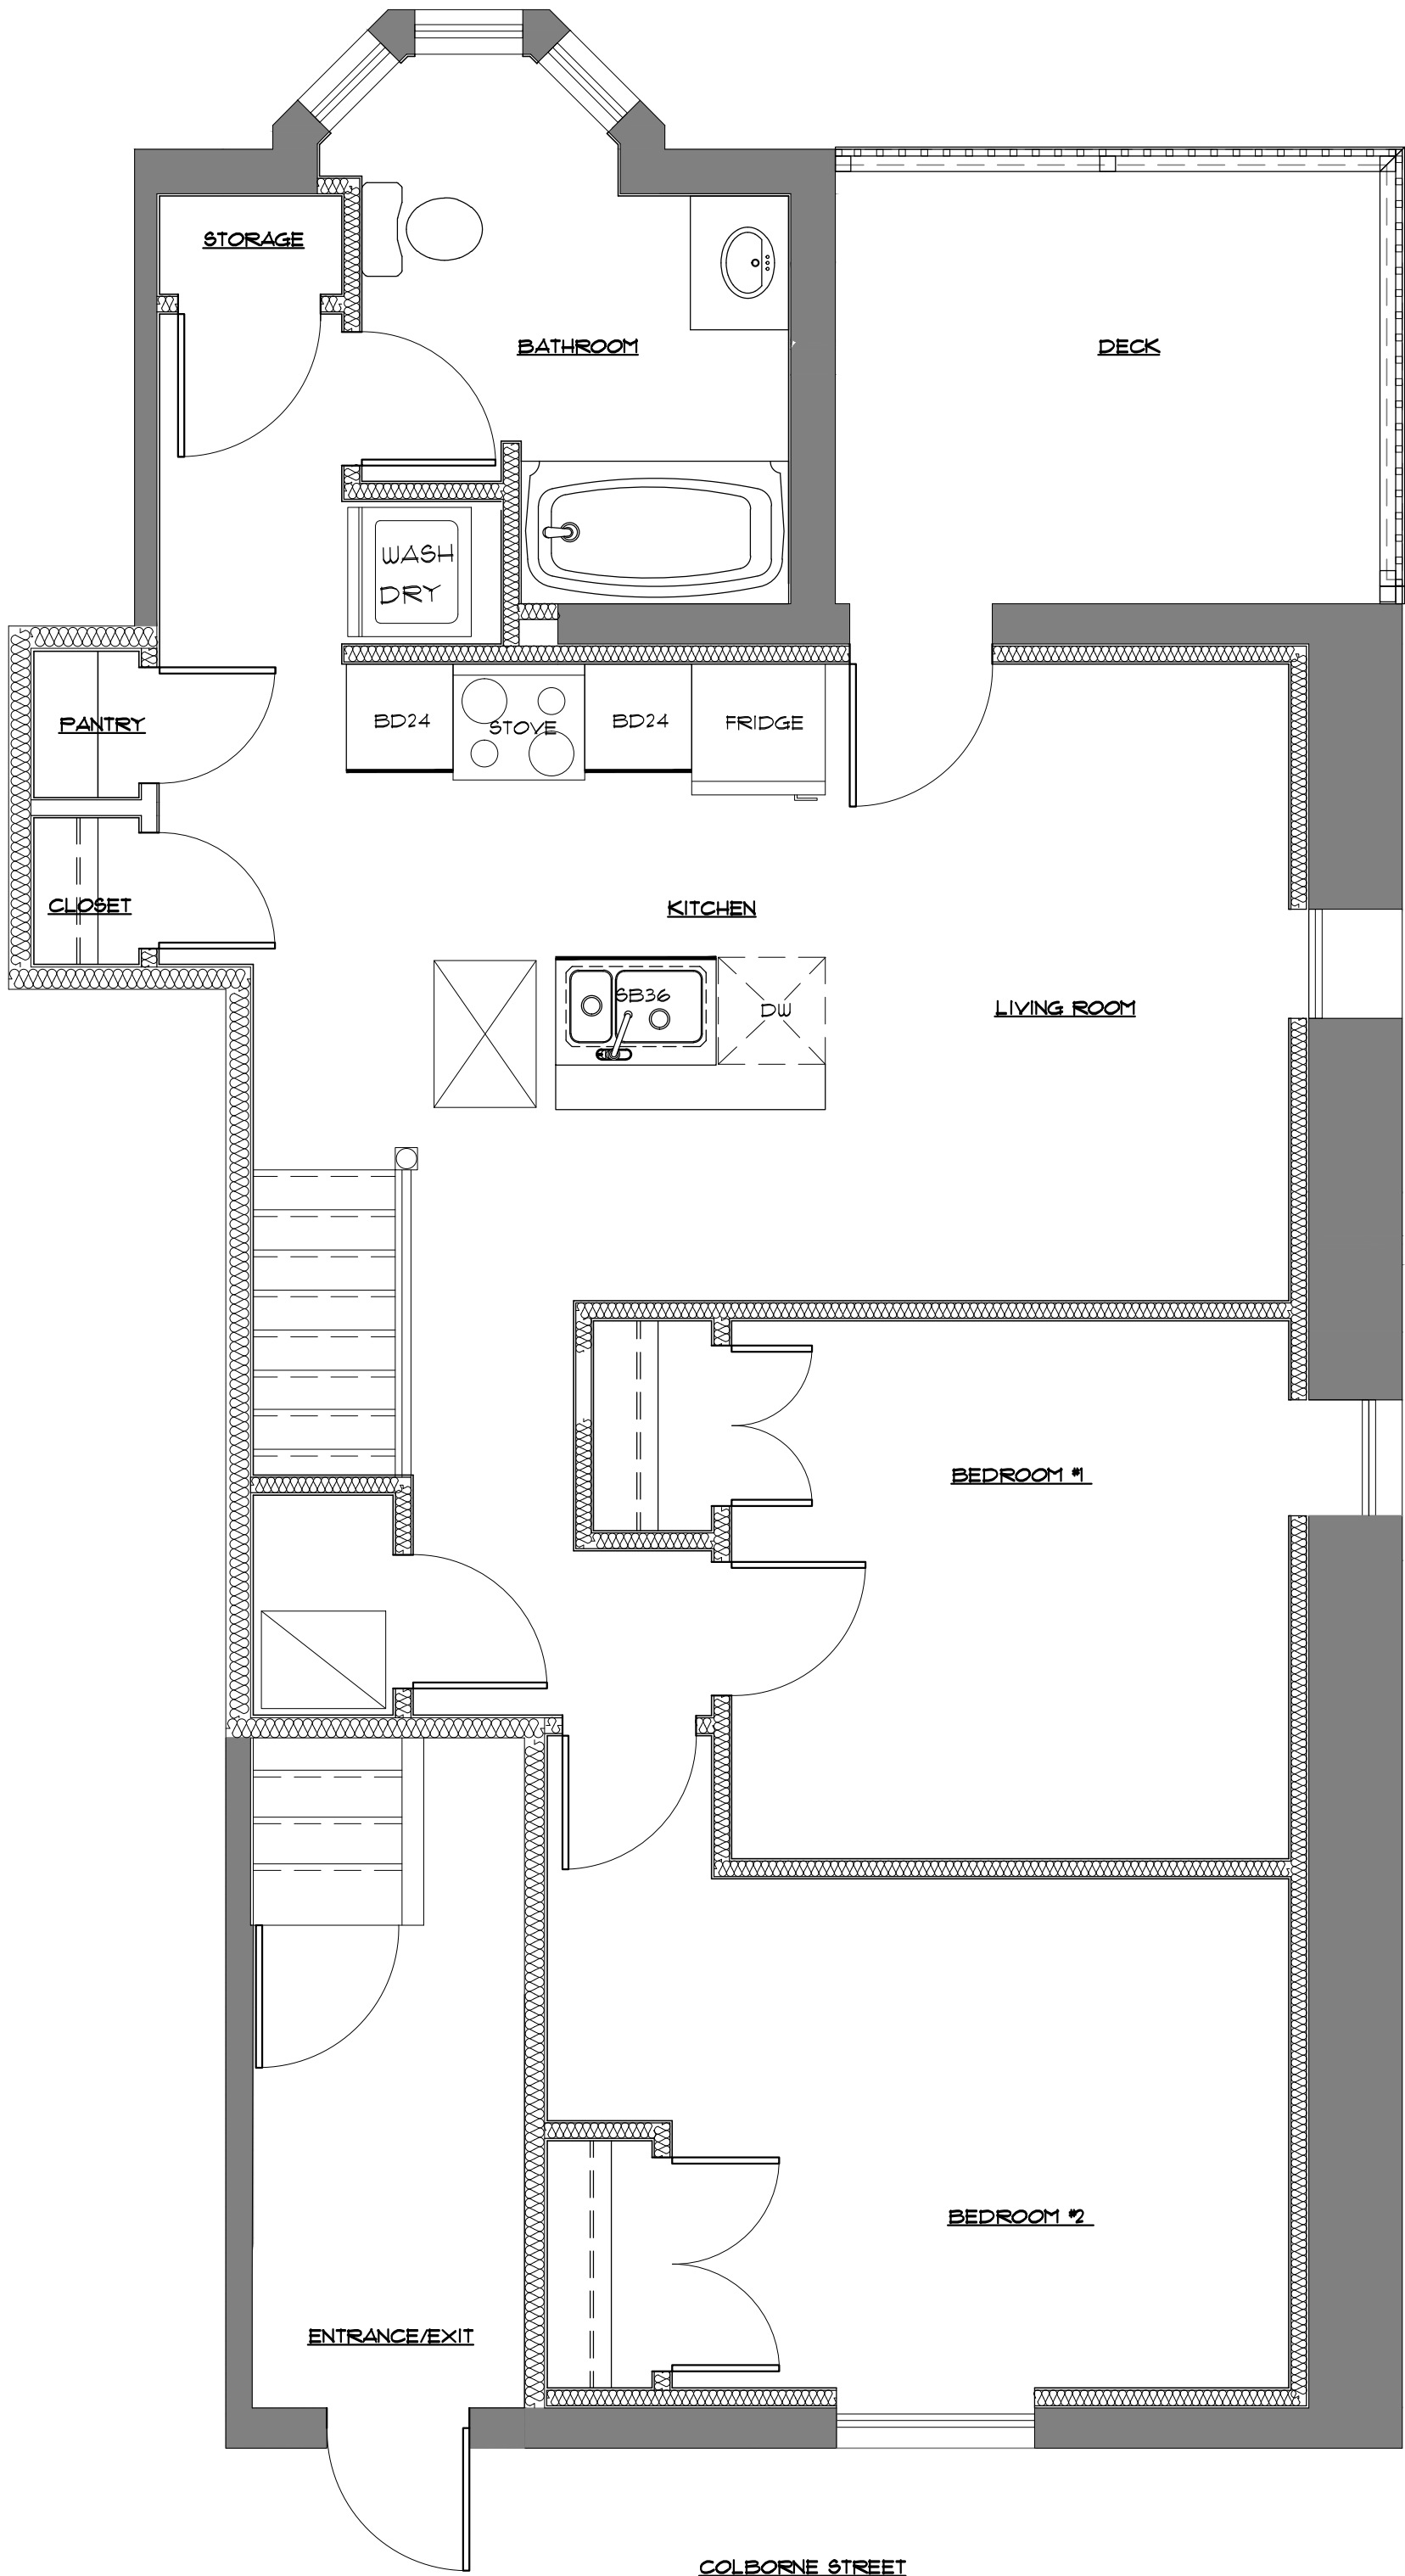 STORAGE
BATHROOM
DECK
WASH
DRY
PANTRY
BD24
STOVE
BD24
FRIDGE
CLOSET
KITCHEN
SB36
DW
LIVING ROOM
BEDROOM #1
BEDROOM #2
ENTRANCE/EXIT
COLBORNE STREET